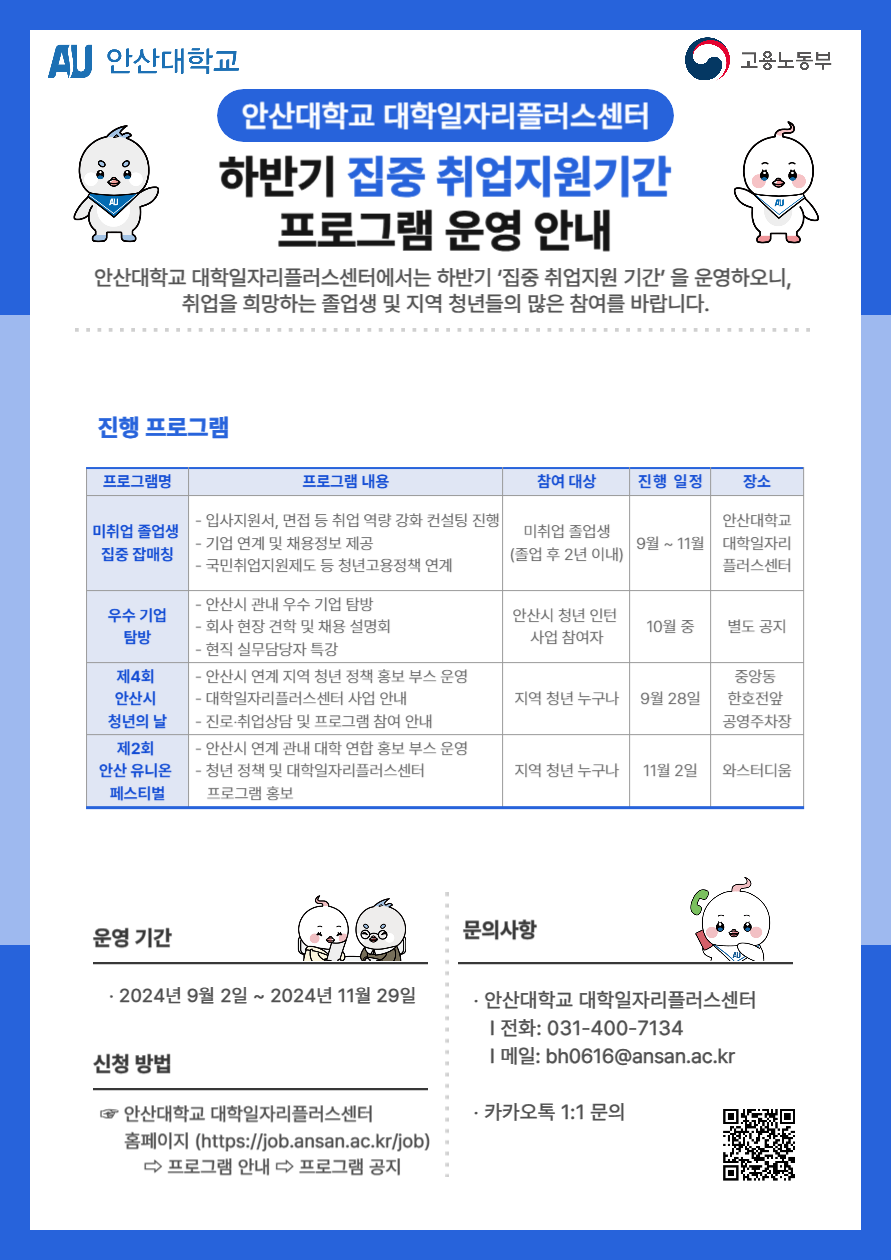 AU 안산대학교
고용노동부
안산대학교 대학일자리플러스센터
하반기 집중 취업지원기간
프로그램 운영 안내
안산대학교 대학일자리플러스센터에서는 하반기 ‘집중 취업지원 기간’ 을 운영하오니,
취업을 희망하는 졸업생 및 지역 청년들의 많은 참여를 바랍니다.
AU
AU
진행 프로그램
프로그램명 프로그램 내용 참여 대상 진행 일정 장소
미취업 졸업생
집중 잡매칭
- 입사지원서, 면접 등 취업 역량 강화 컨설팅 진행
- 기업 연계 및 채용정보 제공
- 국민취업지원제도 등 청년고용정책 연계
미취업 졸업생
(졸업 후 2년 이내)
9월 ~ 11월
안산대학교
대학일자리
플러스센터
우수 기업
탐방
- 안산시 관내 우수 기업 탐방
- 회사 현장 견학 및 채용 설명회
- 현직 실무담당자 특강
안산시 청년 인턴
사업 참여자
10월 중
별도 공지
제4회
안산시
청년의 날
- 안산시 연계 지역 청년 정책 홍보 부스 운영
- 대학일자리플러스센터 사업 안내
- 진로·취업상담 및 프로그램 참여 안내
지역 청년 누구나
9월 28일
중앙동
한호전앞
공영주차장
제2회
안산 유니온
페스티벌
- 안산시 연계 관내 대학 연합 홍보 부스 운영
- 청년 정책 및 대학일자리플러스센터
프로그램 홍보
지역 청년 누구나
11월 2일
와스터디움
운영 기간
· 2024년 9월 2일 ~ 2024년 11월 29일
신청 방법
☞ 안산대학교 대학일자리플러스센터
홈페이지 (https://job.ansan.ac.kr/job)
⇨ 프로그램 안내 ⇨ 프로그램 공지
문의사항
AU
· 안산대학교 대학일자리플러스센터
l 전화: 031-400-7134
l 메일: bh0616@ansan.ac.kr
· 카카오톡 1:1 문의